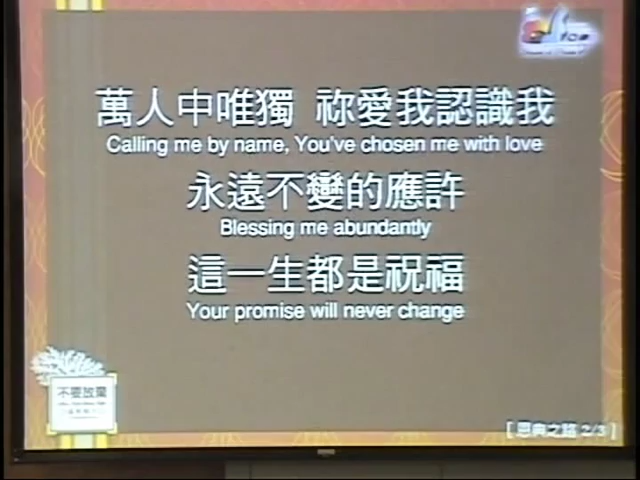 萬人中唯獨 祢愛我認識我
Calling me by name, You've chosen me with love
永遠不變的應許
Blessing me abundantly
這一生都是祝福
Your promise will never change
不要放棄
[ 恩典之路 2/3 ]